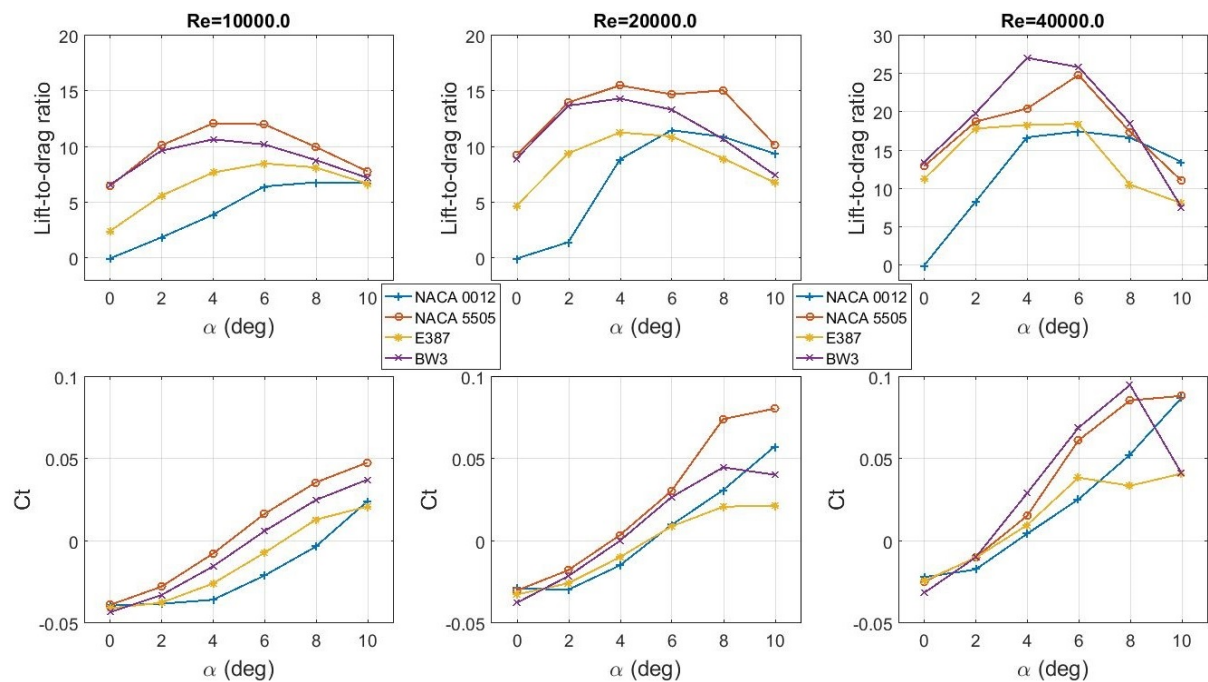 Re=10000.0
Re=20000.0
Re=40000.0
Lift-to-drag ratio
20
15
10
5
0
0 2 4 6 8 10
α (deg)
Lift-to-drag ratio
20
15
10
5
0
0 2 4 6 8 10
α (deg)
Lift-to-drag ratio
30
25
20
15
10
5
0
0 2 4 6 8 10
α (deg)
NACA 0012
NACA 5505
E387
BW3
NACA 0012
NACA 5505
E387
BW3
Ct
0.1
0.05
0
-0.05
0 2 4 6 8 10
α (deg)
Ct
0.1
0.05
0
-0.05
0 2 4 6 8 10
α (deg)
Ct
0.1
0.05
0
-0.05
0 2 4 6 8 10
α (deg)